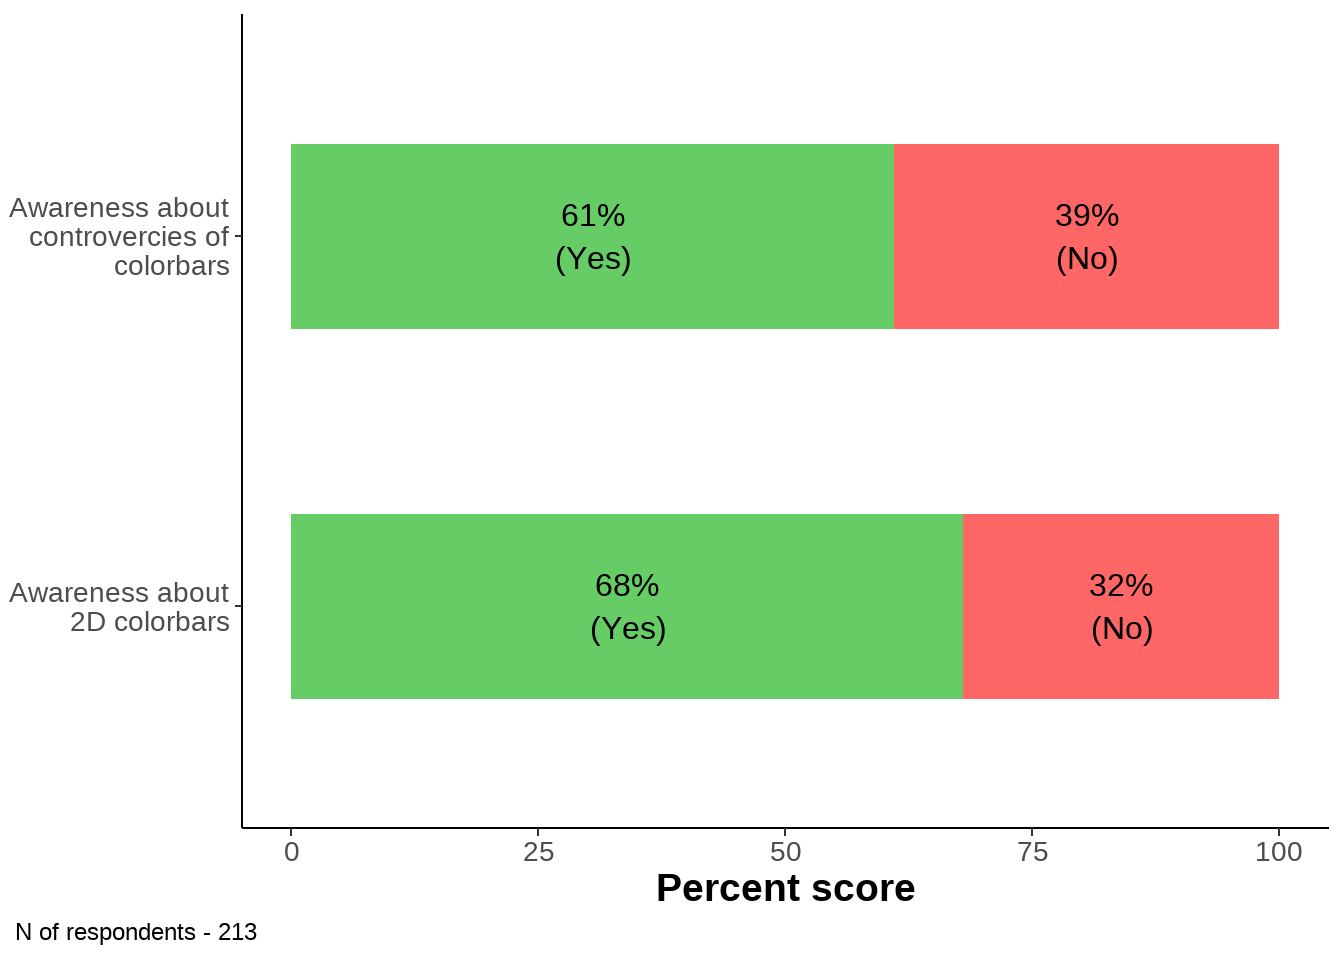 Awareness about
controvercies of
colorbars
61%
(Yes)
39%
(No)
Awareness about
2D colorbars
68%
(Yes)
32%
(No)
0 25 50 75 100
Percent score
N of respondents - 213